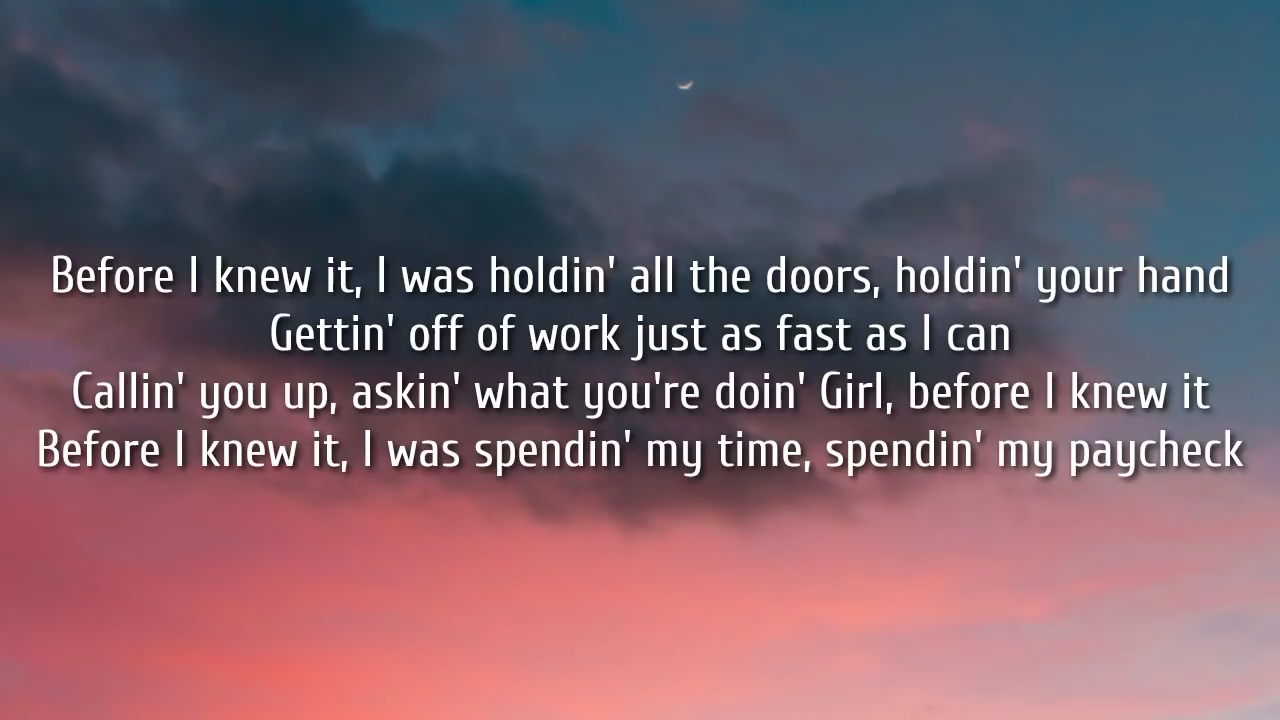 Before I knew it, I was holdin' all the doors, holdin' your hand
Gettin' off of work just as fast as I can
Callin' you up, askin' what you're doin' Girl, before I knew it
Before I knew it, I was spendin' my time, spendin' my paycheck